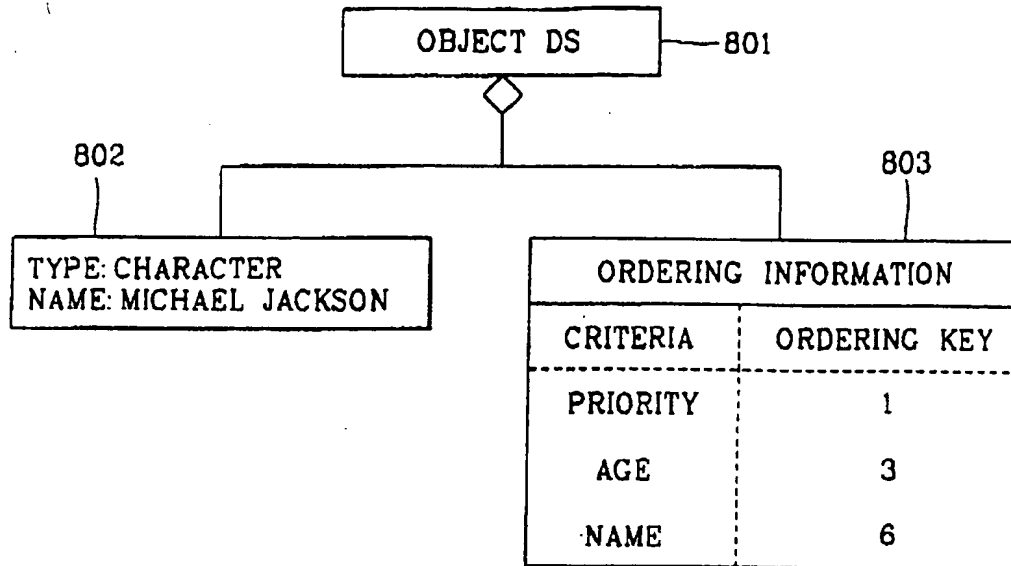 OBJECT DS
801
802
803
TYPE: CHARACTER
NAME: MICHAEL JACKSON
ORDERING INFORMATION
CRITERIA ORDERING KEY
PRIORITY 1
AGE 3
NAME 6